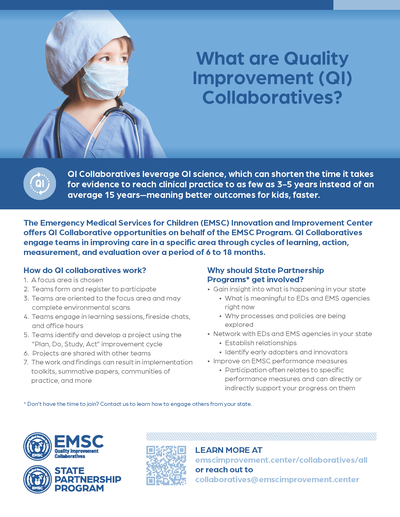 What are Quality
Improvement (QI)
Collaboratives?
QI
QI Collaboratives leverage QI science, which can shorten the time it takes
for evidence to reach clinical practice to as few as 3-5 years instead of an
average 15 years—meaning better outcomes for kids, faster.
The Emergency Medical Services for Children (EMSC) Innovation and Improvement Center
offers QI Collaborative opportunities on behalf of the EMSC Program. QI Collaboratives
engage teams in improving care in a specific area through cycles of learning, action,
measurement, and evaluation over a period of 6 to 18 months.
How do QI collaboratives work?
1. A focus area is chosen
2. Teams form and register to participate
3. Teams are oriented to the focus area and may
complete environmental scans
4. Teams engage in learning sessions, fireside chats,
and office hours
5. Teams identify and develop a project using the
"Plan, Do, Study, Act" improvement cycle
6. Projects are shared with other teams
7. The work and findings can result in implementation
toolkits, summative papers, communities of
practice, and more
Why should State Partnership
Programs* get involved?
• Gain insight into what is happening in your state
• What is meaningful to EDs and EMS agencies
right now
• Why processes and policies are being
explored
• Network with EDs and EMS agencies in your state
• Establish relationships
• Identify early adopters and innovators
• Improve on EMSC performance measures
• Participation often relates to specific
performance measures and can directly or
indirectly support your progress on them
* Don't have the time to join? Contact us to learn how to engage others from your state.
EMSC
Quality Improvement
Collaboratives
STATE
PARTNERSHIP
PROGRAM
LEARN MORE AT
emscimprovement.center/collaboratives/all
or reach out to
collaboratives@emscimprovement.center